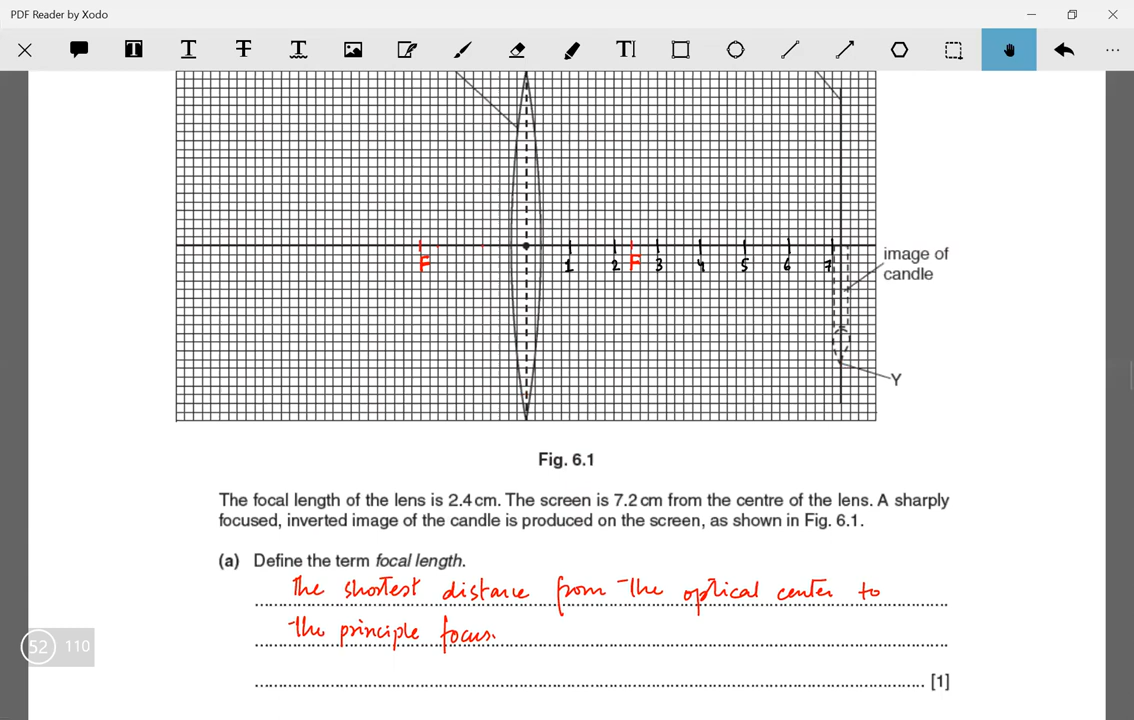 PDF Reader by Xodo
F
1 2 F 3 4 5 6 7
image of
candle
Y
Fig. 6.1
The focal length of the lens is 2.4 cm. The screen is 7.2 cm from the centre of the lens. A sharply
focused, inverted image of the candle is produced on the screen, as shown in Fig. 6.1.
(a) Define the term focal length.
The shortest distance from the optical center to
the principle focus.
[1]
52 110